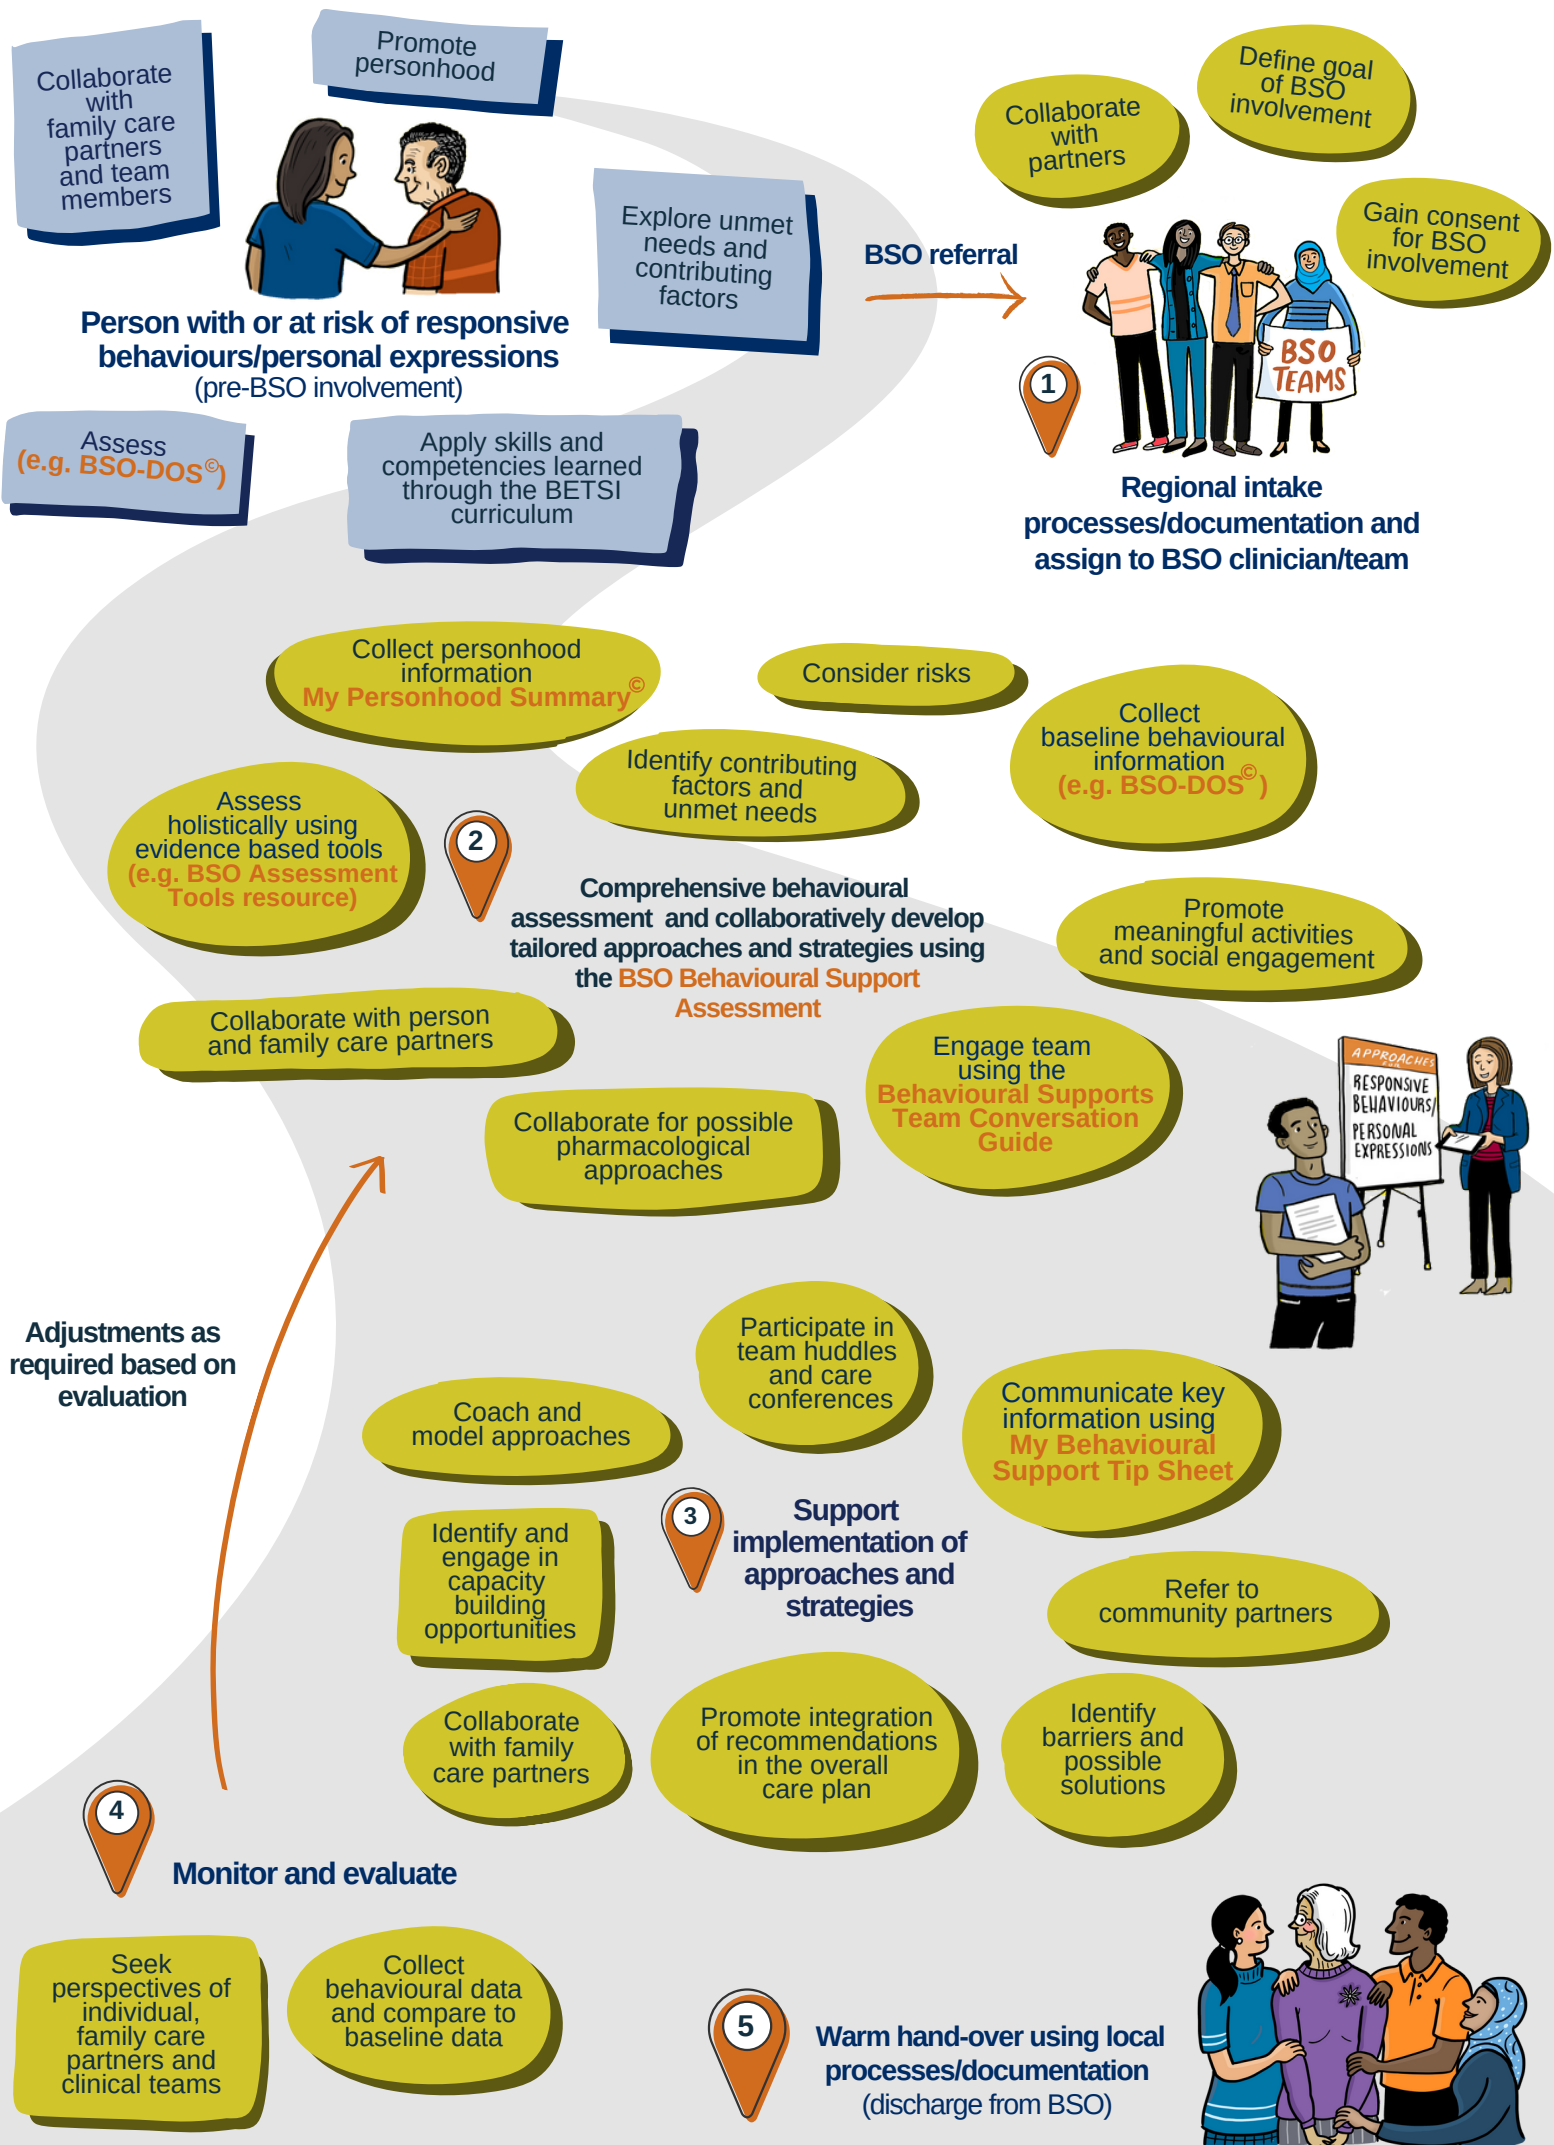 Collaborate
with
family care
partners
and team
members
Promote
personhood
Explore unmet
needs and
contributing
factors
Person with or at risk of responsive
behaviours/personal expressions
(pre-BSO involvement)
Assess
(e.g. BSO-DOS©)
Apply skills and
competencies learned
through the BETSI
curriculum
BSO referral
Collaborate
with
partners
Define goal
of BSO
involvement
Gain consent
for BSO
involvement
BSO
TEAMS
1
Regional intake
processes/documentation and
assign to BSO clinician/team
Collect personhood
information
My Personhood Summary©
Consider risks
Collect
baseline behavioural
information
(e.g. BSO-DOS©)
Identify contributing
factors and
unmet needs
Assess
holistically using
evidence based tools
(e.g. BSO Assessment
Tools resource)
2
Comprehensive behavioural
assessment and collaboratively develop
tailored approaches and strategies using
the BSO Behavioural Support
Assessment
Promote
meaningful activities
and social engagement
Collaborate with person
and family care partners
Engage team
using the
Behavioural Supports
Team Conversation
Guide
Collaborate for possible
pharmacological
approaches
APPROACHES
FOR
RESPONSIVE
BEHAVIOURS/
PERSONAL
EXPRESSIONS
Adjustments as
required based on
evaluation
Participate in
team huddles
and care
conferences
Coach and
model approaches
Communicate key
information using
My Behavioural
Support Tip Sheet
3
Support
implementation of
approaches and
strategies
Identify and
engage in
capacity
building
opportunities
Refer to
community partners
Collaborate
with family
care partners
Promote integration
of recommendations
in the overall
care plan
Identify
barriers and
possible
solutions
4
Monitor and evaluate
Seek
perspectives of
individual,
family care
partners and
clinical teams
Collect
behavioural data
and compare to
baseline data
5
Warm hand-over using local
processes/documentation
(discharge from BSO)